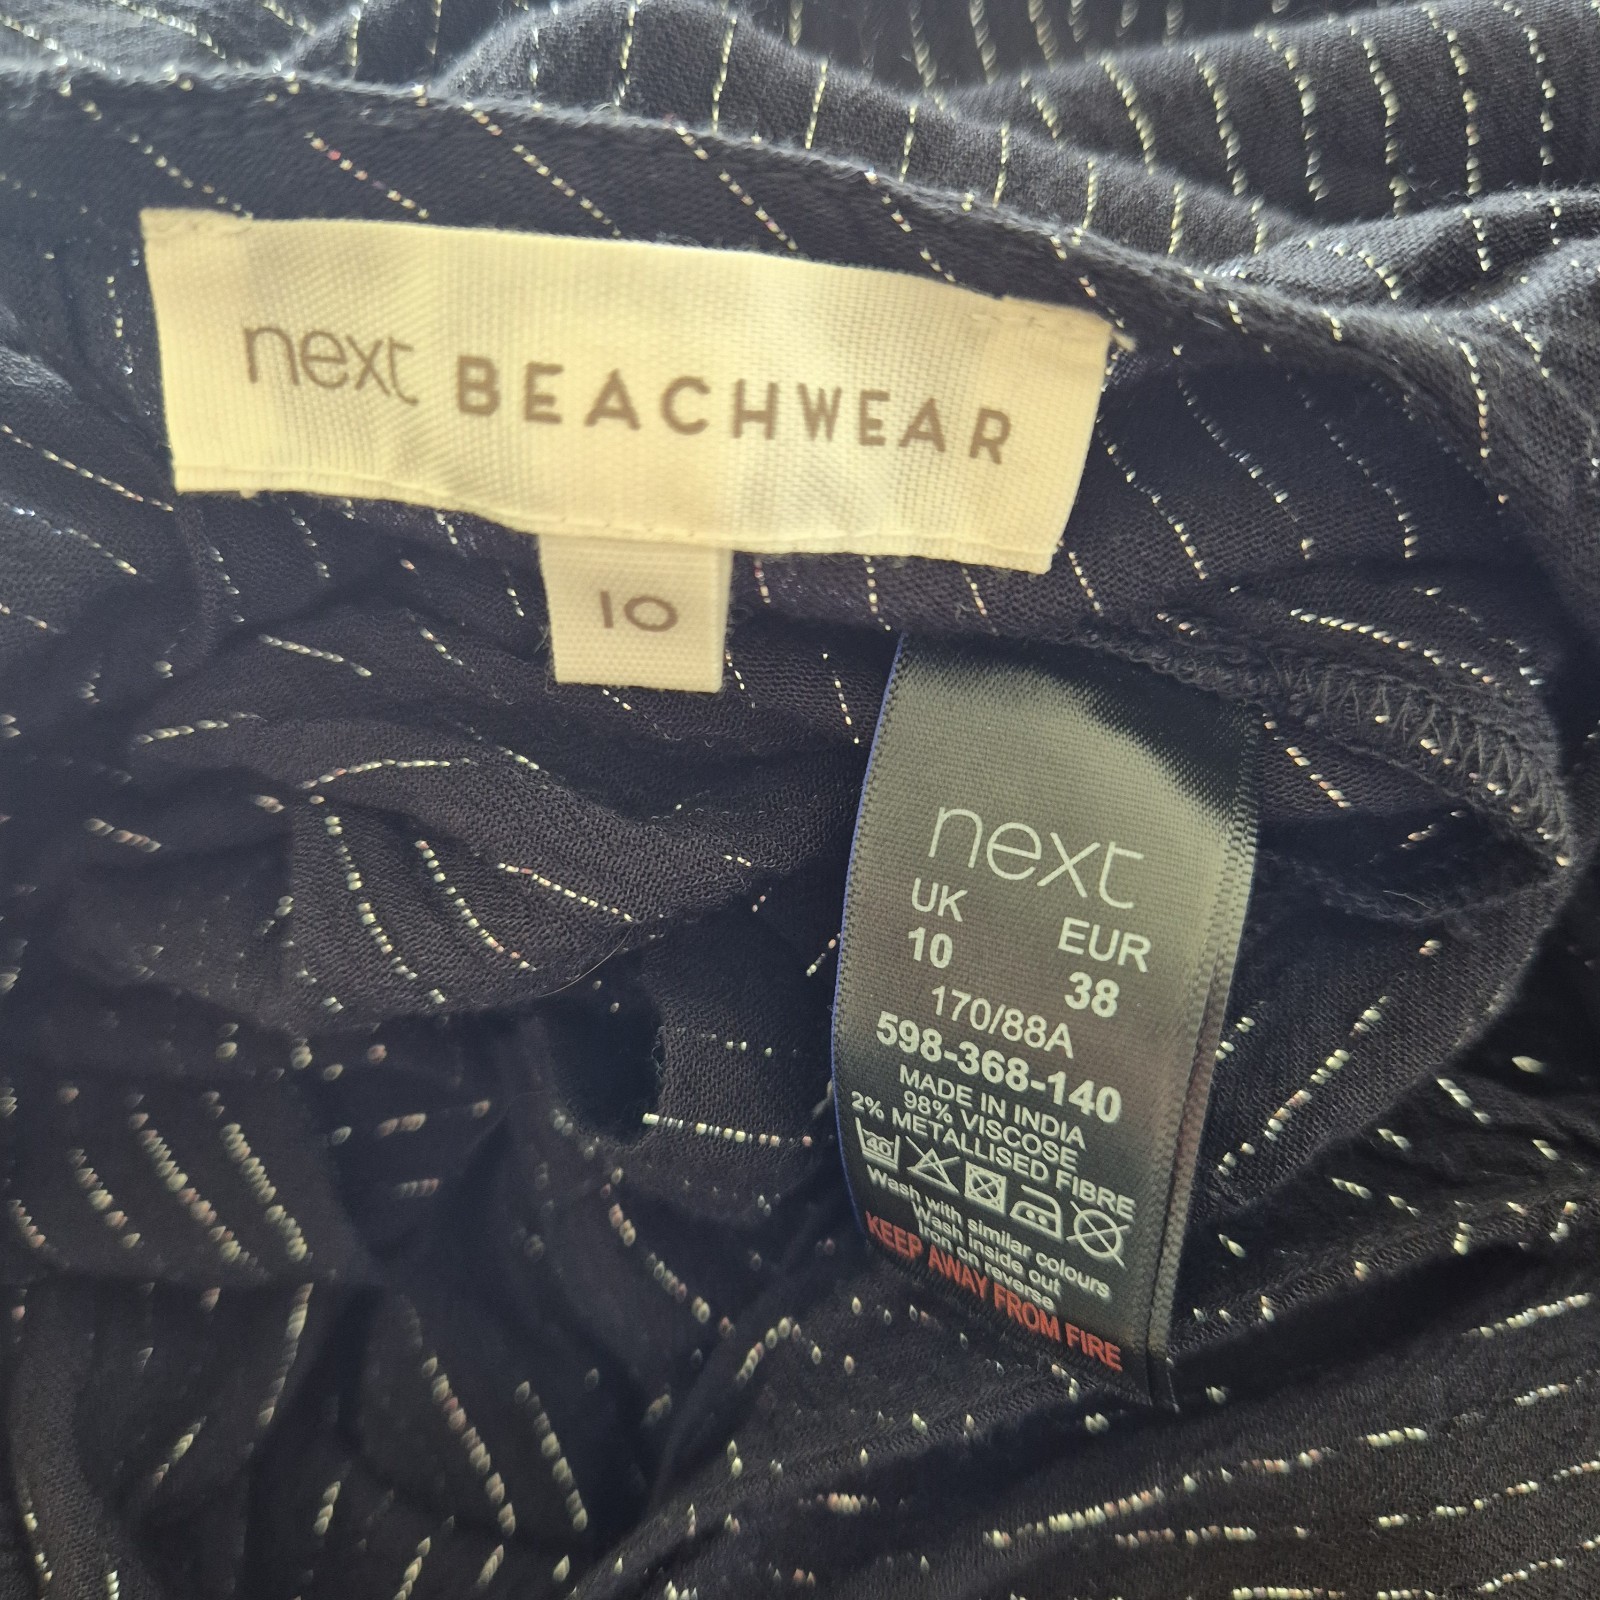 next BEACHWEAR
10
next
UK EUR
10 38
170/88A
598-368-140
MADE IN INDIA
98% VISCOSE
2% METALLISED FIBRE
40
Wash with similar colours
Wash inside out
Iron on reverse
KEEP AWAY FROM FIRE